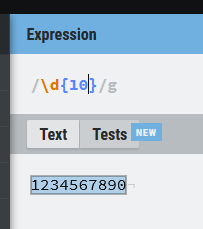 Expression
/\d{10}/g
Text Tests NEW
1234567890¬